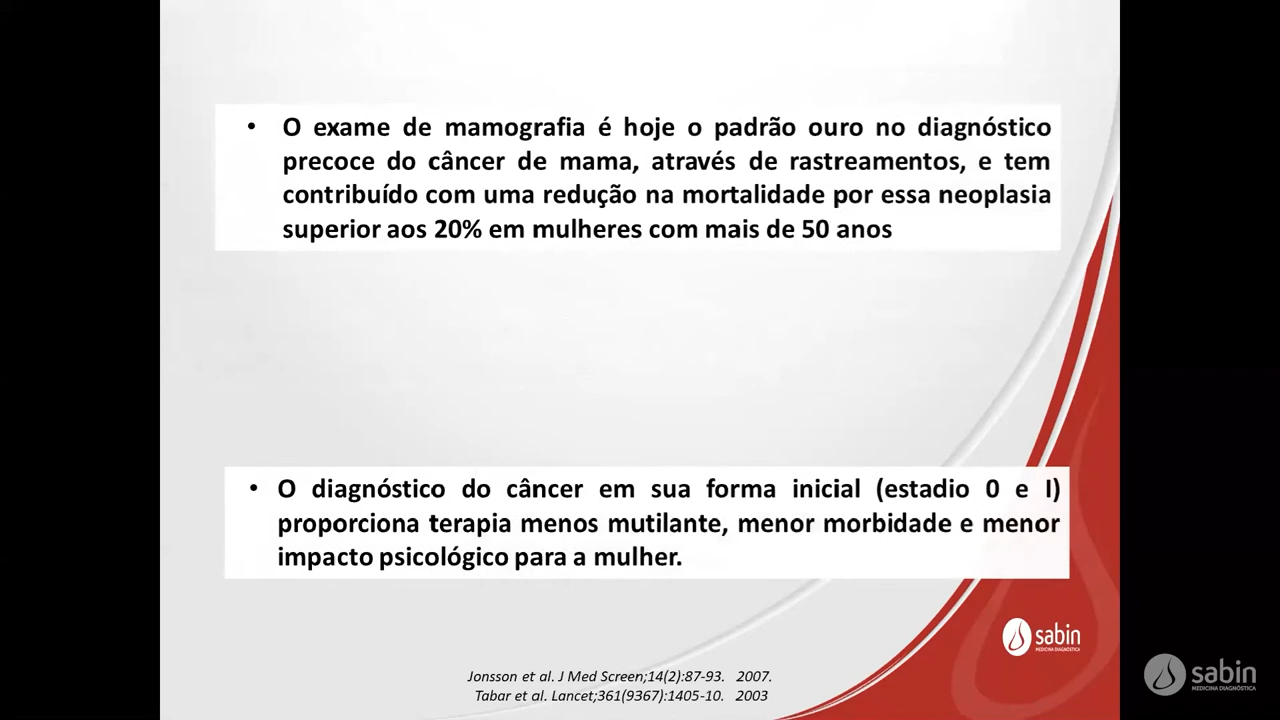 • O exame de mamografia é hoje o padrão ouro no diagnóstico
precoce do câncer de mama, através de rastreamentos, e tem
contribuído com uma redução na mortalidade por essa neoplasia
superior aos 20% em mulheres com mais de 50 anos
• O diagnóstico do câncer em sua forma inicial (estadio 0 e I)
proporciona terapia menos mutilante, menor morbidade e menor
impacto psicológico para a mulher.
sabin
MEDICINA DIAGNÓSTICA
Jonsson et al. J Med Screen;14(2):87-93. 2007.
Tabar et al. Lancet;361(9367):1405-10. 2003
sabin
MEDICINA DIAGNÓSTICA